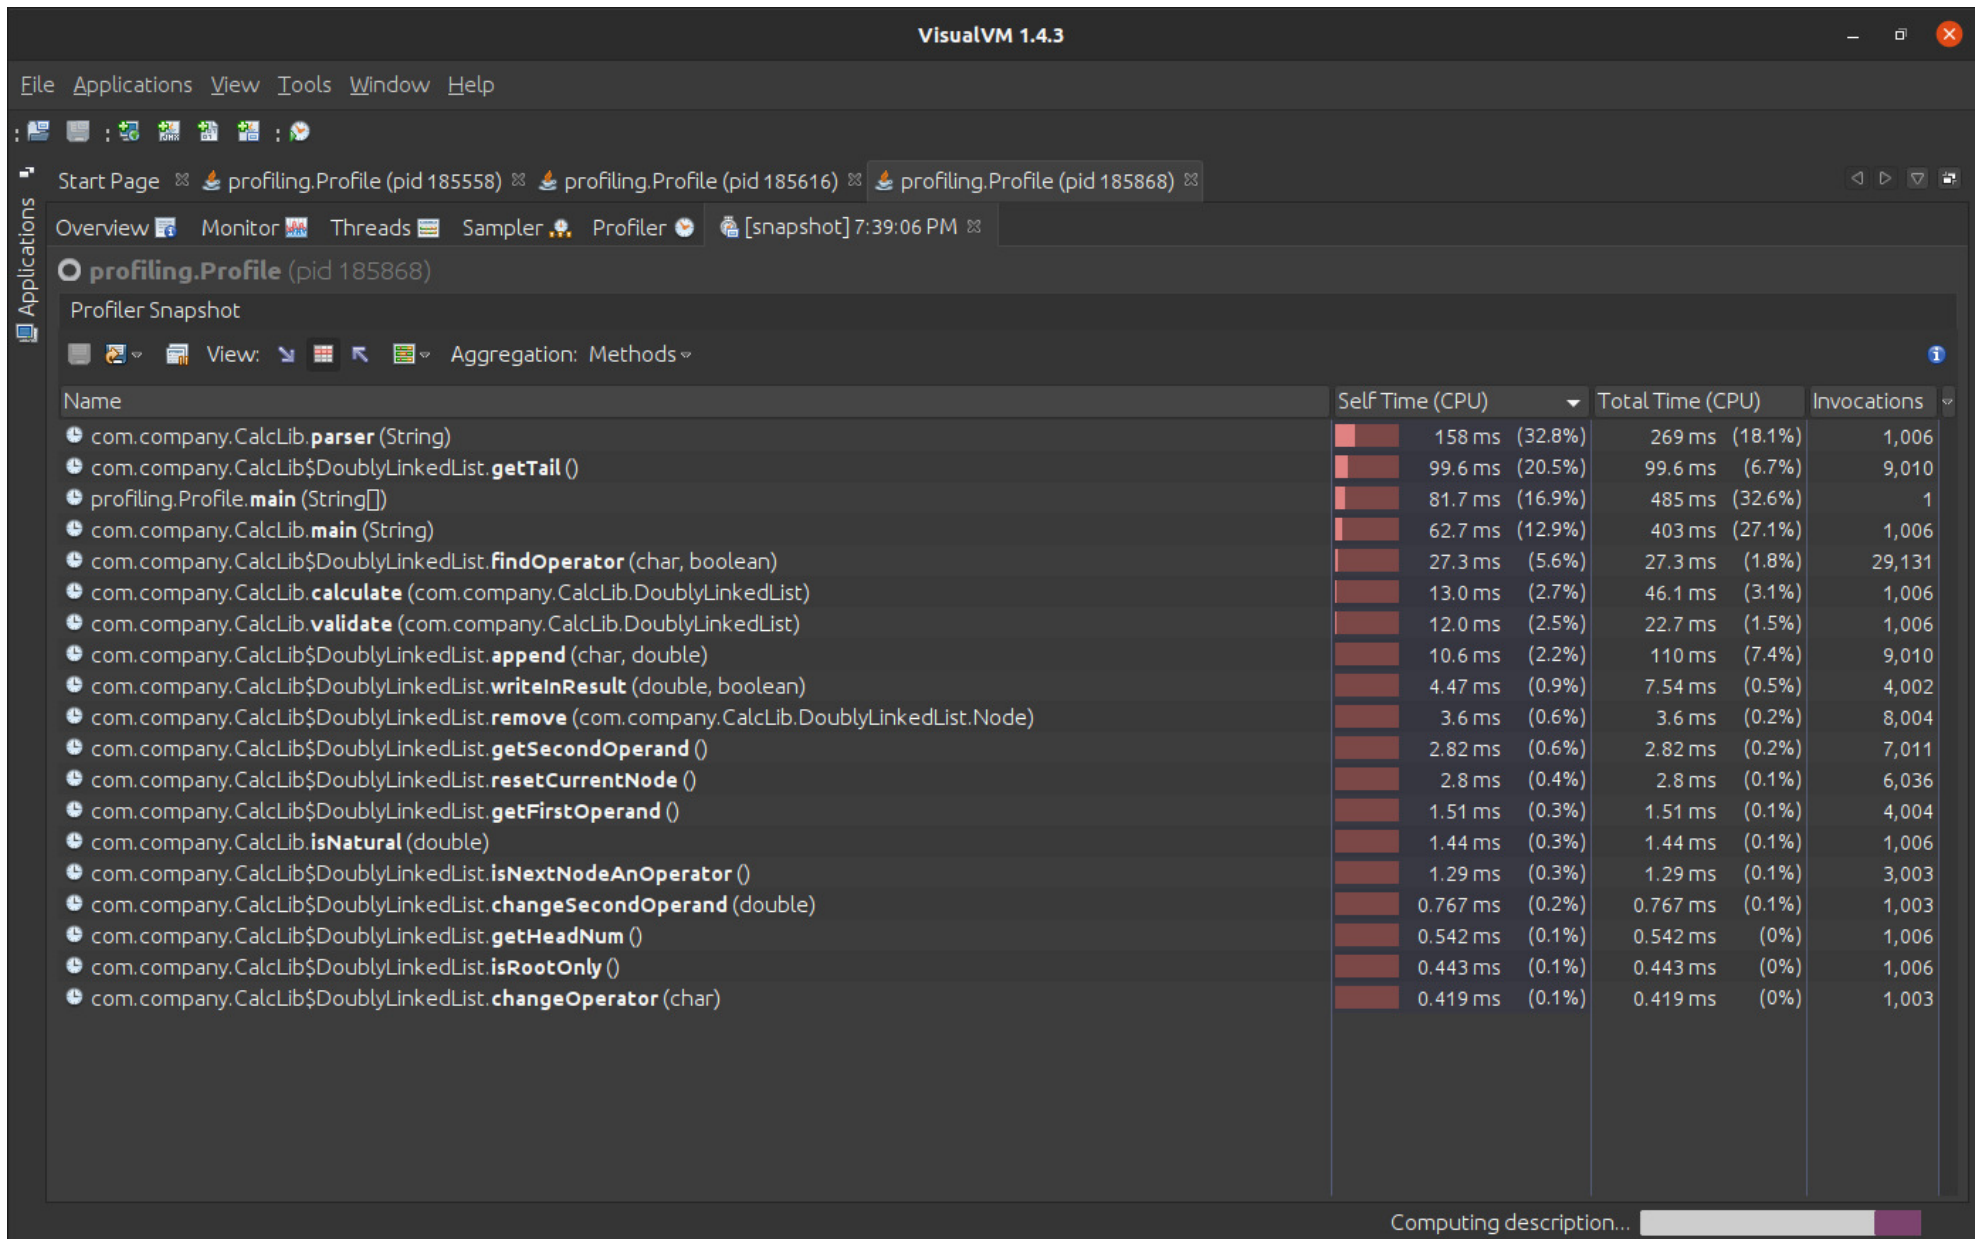 VisualVM 1.4.3
File Applications View Tools Window Help
Start Page profiling.Profile (pid 185558) profiling.Profile (pid 185616) profiling.Profile (pid 185868)
Applications
Overview Monitor Threads Sampler Profiler [snapshot] 7:39:06 PM
profiling.Profile (pid 185868)
Profiler Snapshot
View: Aggregation: Methods
Name Self Time (CPU) Total Time (CPU) Invocations
com.company.CalcLib.parser (String) 158 ms (32.8%) 269 ms (18.1%) 1,006
com.company.CalcLib$DoublyLinkedList.getTail () 99.6 ms (20.5%) 99.6 ms (6.7%) 9,010
profiling.Profile.main (String[]) 81.7 ms (16.9%) 485 ms (32.6%) 1
com.company.CalcLib.main (String) 62.7 ms (12.9%) 403 ms (27.1%) 1,006
com.company.CalcLib$DoublyLinkedList.findOperator (char, boolean) 27.3 ms (5.6%) 27.3 ms (1.8%) 29,131
com.company.CalcLib.calculate (com.company.CalcLib.DoublyLinkedList) 13.0 ms (2.7%) 46.1 ms (3.1%) 1,006
com.company.CalcLib.validate (com.company.CalcLib.DoublyLinkedList) 12.0 ms (2.5%) 22.7 ms (1.5%) 1,006
com.company.CalcLib$DoublyLinkedList.append (char, double) 10.6 ms (2.2%) 110 ms (7.4%) 9,010
com.company.CalcLib$DoublyLinkedList.writeInResult (double, boolean) 4.47 ms (0.9%) 7.54 ms (0.5%) 4,002
com.company.CalcLib$DoublyLinkedList.remove (com.company.CalcLib.DoublyLinkedList.Node) 3.6 ms (0.6%) 3.6 ms (0.2%) 8,004
com.company.CalcLib$DoublyLinkedList.getSecondOperand () 2.82 ms (0.6%) 2.82 ms (0.2%) 7,011
com.company.CalcLib$DoublyLinkedList.resetCurrentNode () 2.8 ms (0.4%) 2.8 ms (0.1%) 6,036
com.company.CalcLib$DoublyLinkedList.getFirstOperand () 1.51 ms (0.3%) 1.51 ms (0.1%) 4,004
com.company.CalcLib.isNatural (double) 1.44 ms (0.3%) 1.44 ms (0.1%) 1,006
com.company.CalcLib$DoublyLinkedList.isNextNodeAnOperator () 1.29 ms (0.3%) 1.29 ms (0.1%) 3,003
com.company.CalcLib$DoublyLinkedList.changeSecondOperand (double) 0.767 ms (0.2%) 0.767 ms (0.1%) 1,003
com.company.CalcLib$DoublyLinkedList.getHeadNum () 0.542 ms (0.1%) 0.542 ms (0%) 1,006
com.company.CalcLib$DoublyLinkedList.isRootOnly () 0.443 ms (0.1%) 0.443 ms (0%) 1,006
com.company.CalcLib$DoublyLinkedList.changeOperator (char) 0.419 ms (0.1%) 0.419 ms (0%) 1,003
Computing description...